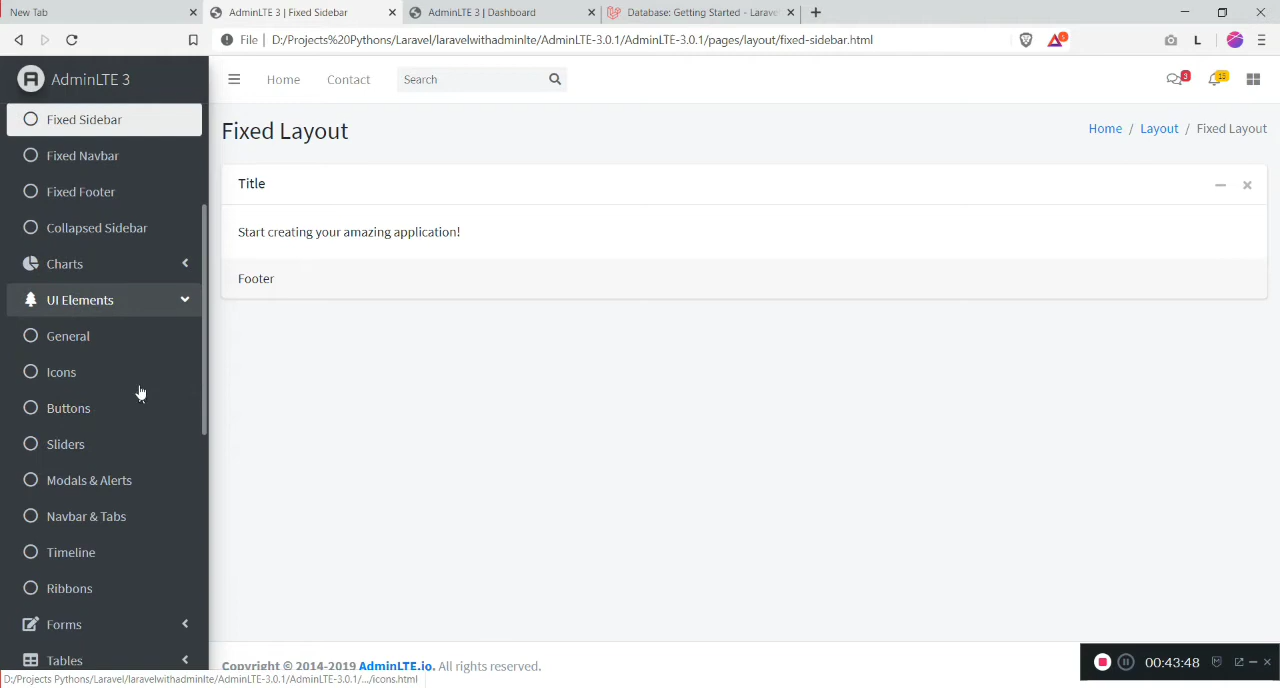 New Tab
AdminLTE 3 | Fixed Sidebar
AdminLTE 3 | Dashboard
Database: Getting Started - Larave
File
D:/Projects%20Pythons/Laravel/laravelwithadminlte/AdminLTE-3.0.1/AdminLTE-3.0.1/pages/layout/fixed-sidebar.html
L
AdminLTE 3
Home
Contact
Search
3
15
Fixed Sidebar
Fixed Navbar
Fixed Footer
Collapsed Sidebar
Charts
UI Elements
General
Icons
Buttons
Sliders
Modals & Alerts
Navbar & Tabs
Timeline
Ribbons
Forms
Tables
Fixed Layout
Home / Layout / Fixed Layout
Title
Start creating your amazing application!
Footer
Copyright © 2014-2019 AdminLTE.io. All rights reserved.
D:/Projects Pythons/Laravel/laravelwithadminlte/AdminLTE-3.0.1/AdminLTE-3.0.1/.../icons.html
00:43:48